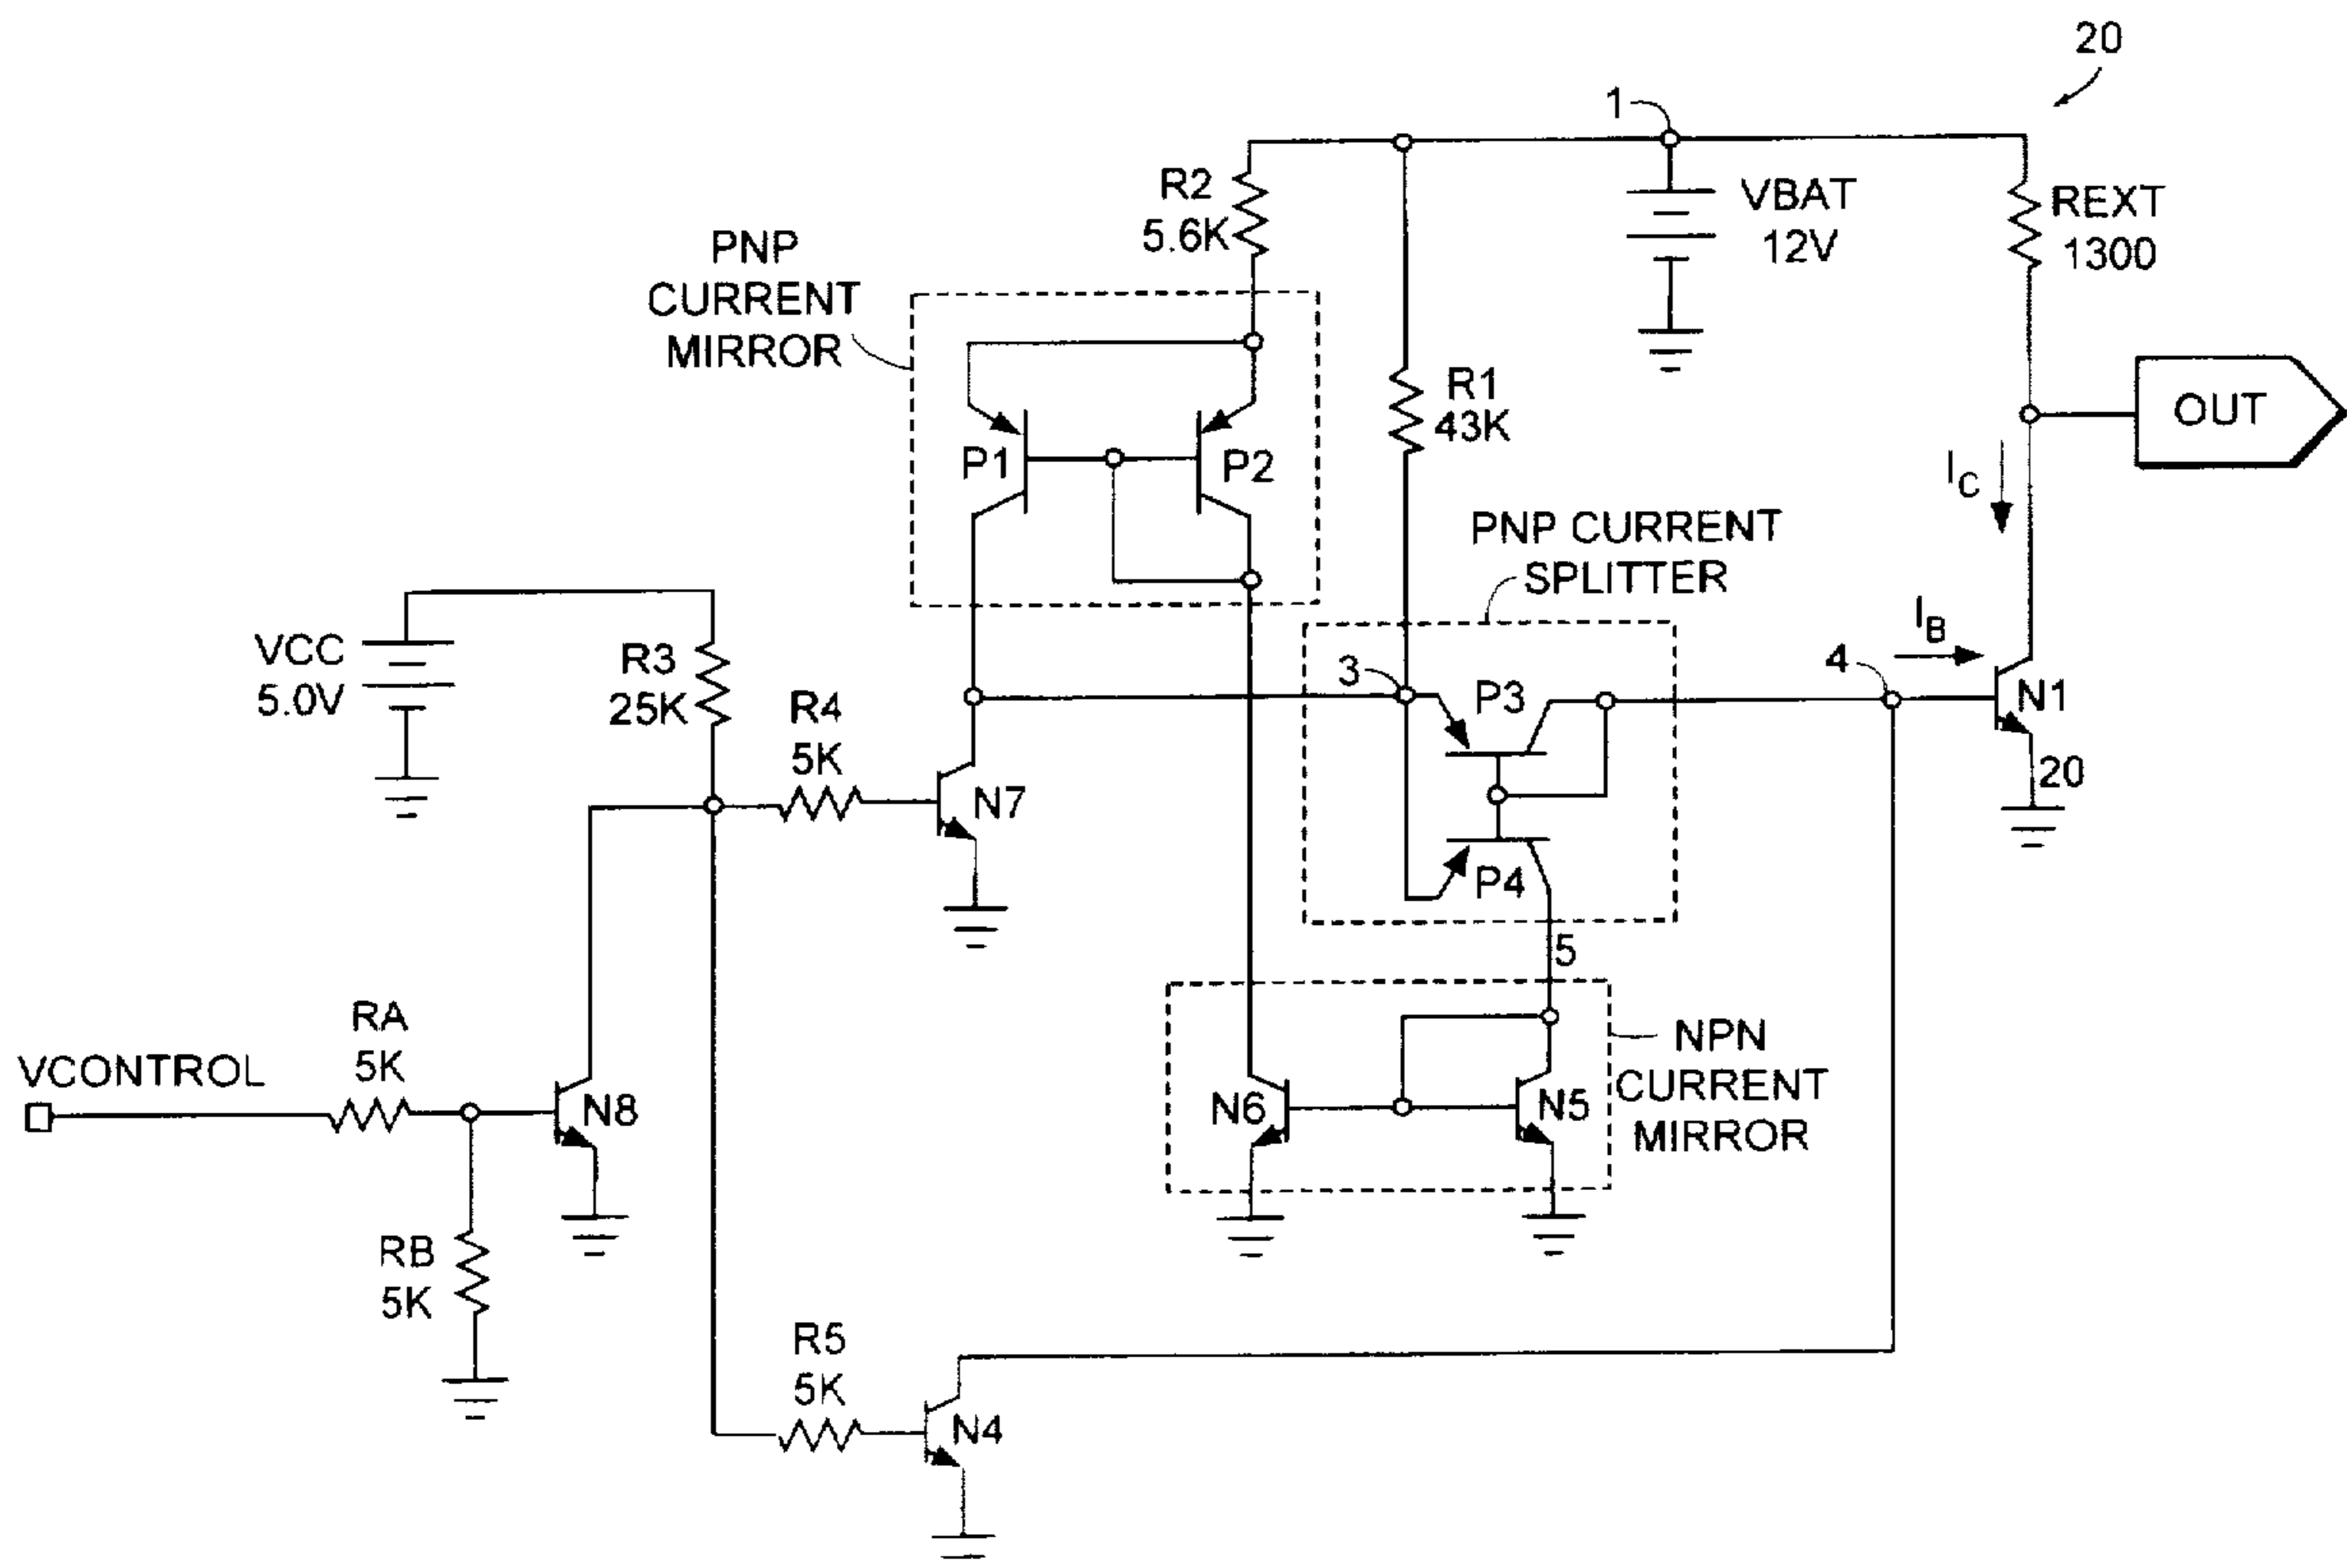 20
1
R2
5.6K
VBAT
12V
REXT
1300
PNP
CURRENT
MIRROR
R1
43K
OUT
P1
P2
I_C
PNP CURRENT
SPLITTER
VCC
5.0V
R3
25K
R4
5K
3
P3
4
I_B
N1
20
N7
P4
5
RA
5K
VCONTROL
N8
NPN
CURRENT
MIRROR
N6
N5
RB
5K
R5
5K
N4